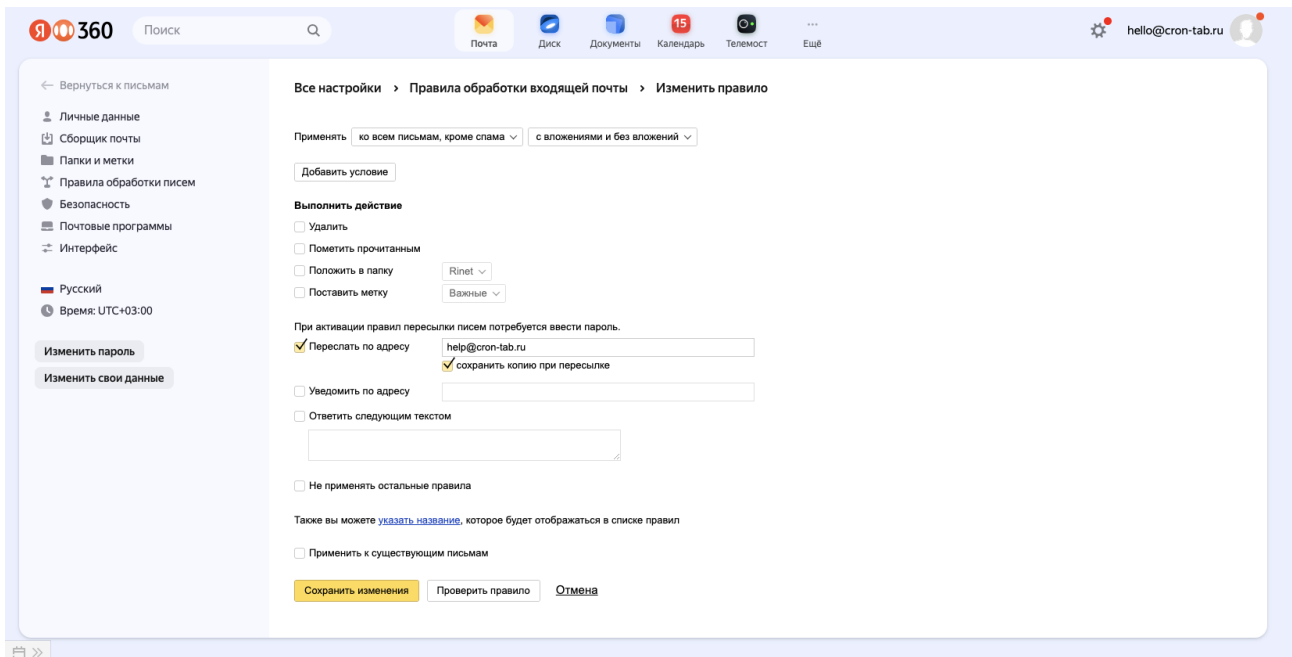 Я 360 Поиск Почта Диск Документы 15 Календарь Телемост Ещё hello@cron-tab.ru
Вернуться к письмам
Личные данные
Сборщик почты
Папки и метки
Правила обработки писем
Безопасность
Почтовые программы
Интерфейс
Русский
Время: UTC+03:00
Изменить пароль
Изменить свои данные
Все настройки › Правила обработки входящей почты › Изменить правило
Применять ко всем письмам, кроме спама с вложениями и без вложений
Добавить условие
Выполнить действие
Удалить
Пометить прочитанным
Положить в папку Rinet
Поставить метку Важные
При активации правил пересылки писем потребуется ввести пароль.
Переслать по адресу help@cron-tab.ru
сохранить копию при пересылке
Уведомить по адресу
Ответить следующим текстом
Не применять остальные правила
Также вы можете указать название, которое будет отображаться в списке правил
Применить к существующим письмам
Сохранить изменения Проверить правило Отмена